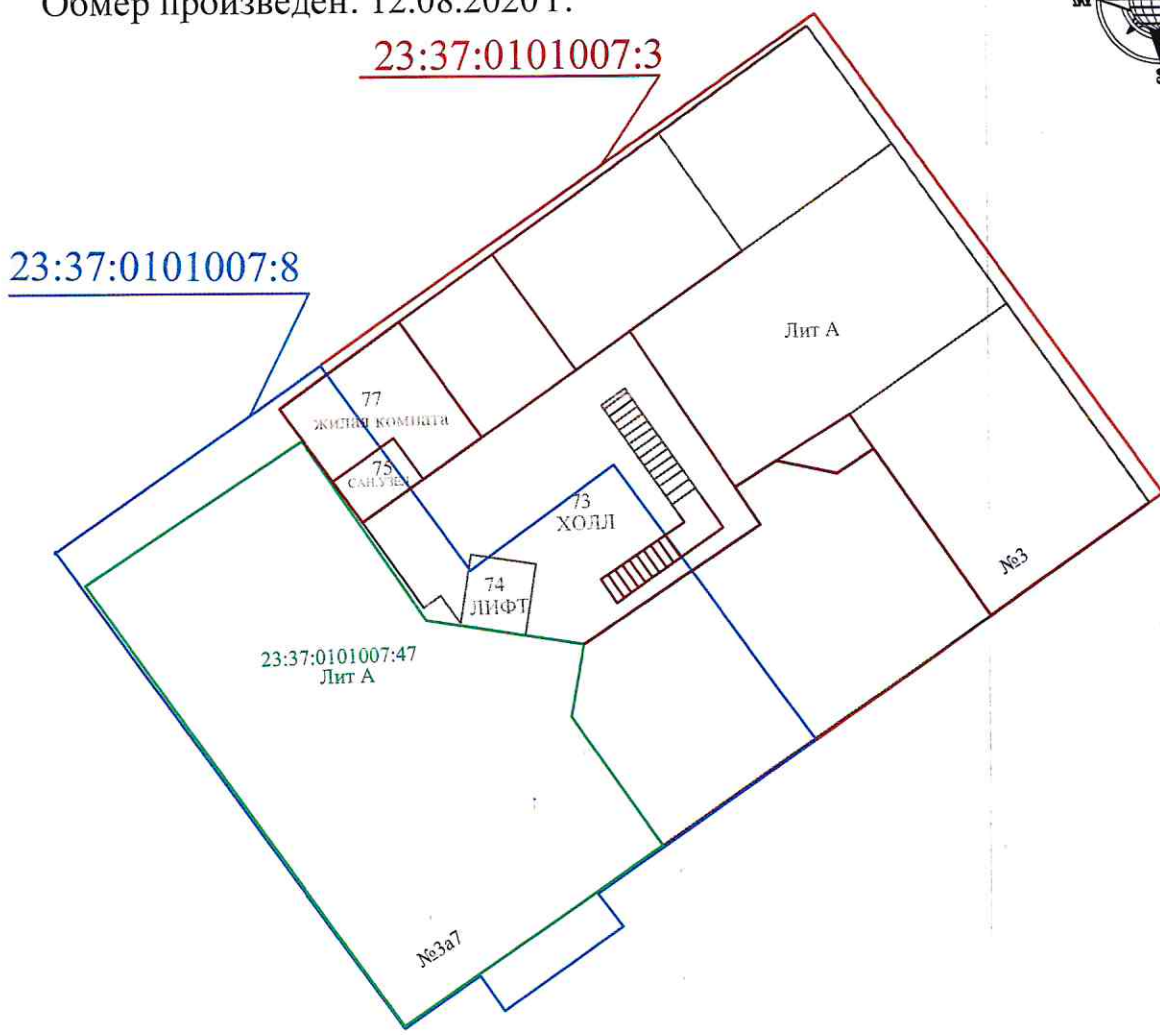 Обмер произведен: 12.08.2020 г.
23:37:0101007:3
23:37:0101007:8
Лит А
77
жилая комната
75
САН.УЗЕЛ
73
ХОЛЛ
74
ЛИФТ
№3
23:37:0101007:47
Лит А
№3а7